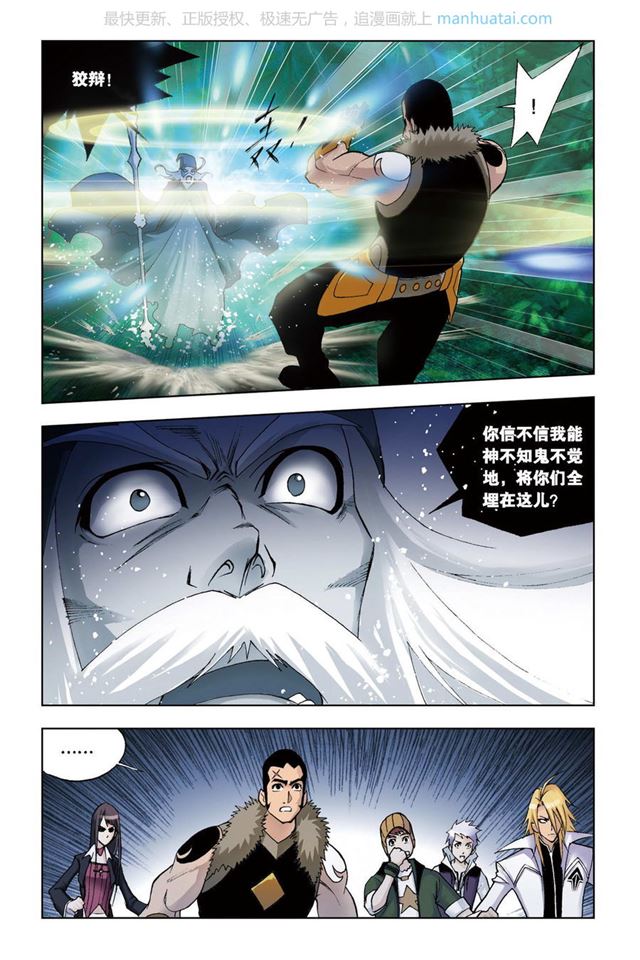 最快更新、正版授权、极速无广告，追漫画就上 manhuatai.com
狡辩！
！
轰
你信不信我能
神不知鬼不觉
地，将你们全
埋在这儿？
……